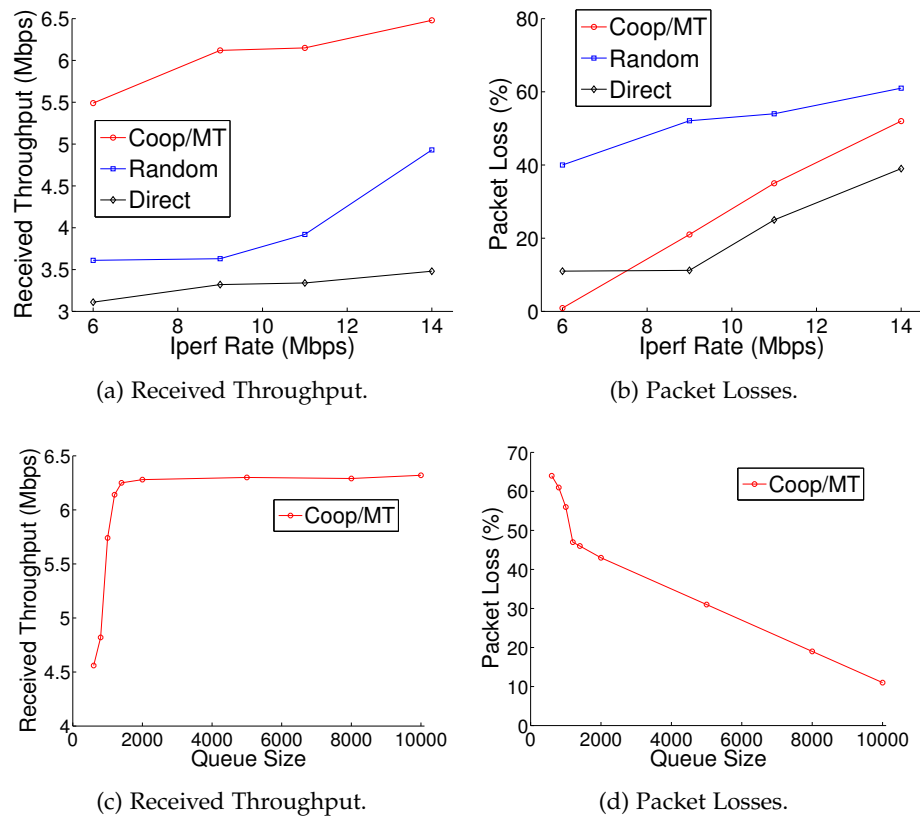 Received Throughput (Mbps)
6.5
6
5.5
5
4.5
4
3.5
3
Coop/MT
Random
Direct
6
8
10
12
14
Iperf Rate (Mbps)
(a) Received Throughput.
Packet Loss (%)
80
60
40
20
0
Coop/MT
Random
Direct
6
8
10
12
14
Iperf Rate (Mbps)
(b) Packet Losses.
Received Throughput (Mbps)
6.5
6
5.5
5
4.5
4
Coop/MT
0
2000
4000
6000
8000
10000
Queue Size
(c) Received Throughput.
Packet Loss (%)
70
60
50
40
30
20
10
0
Coop/MT
0
2000
4000
6000
8000
10000
Queue Size
(d) Packet Losses.